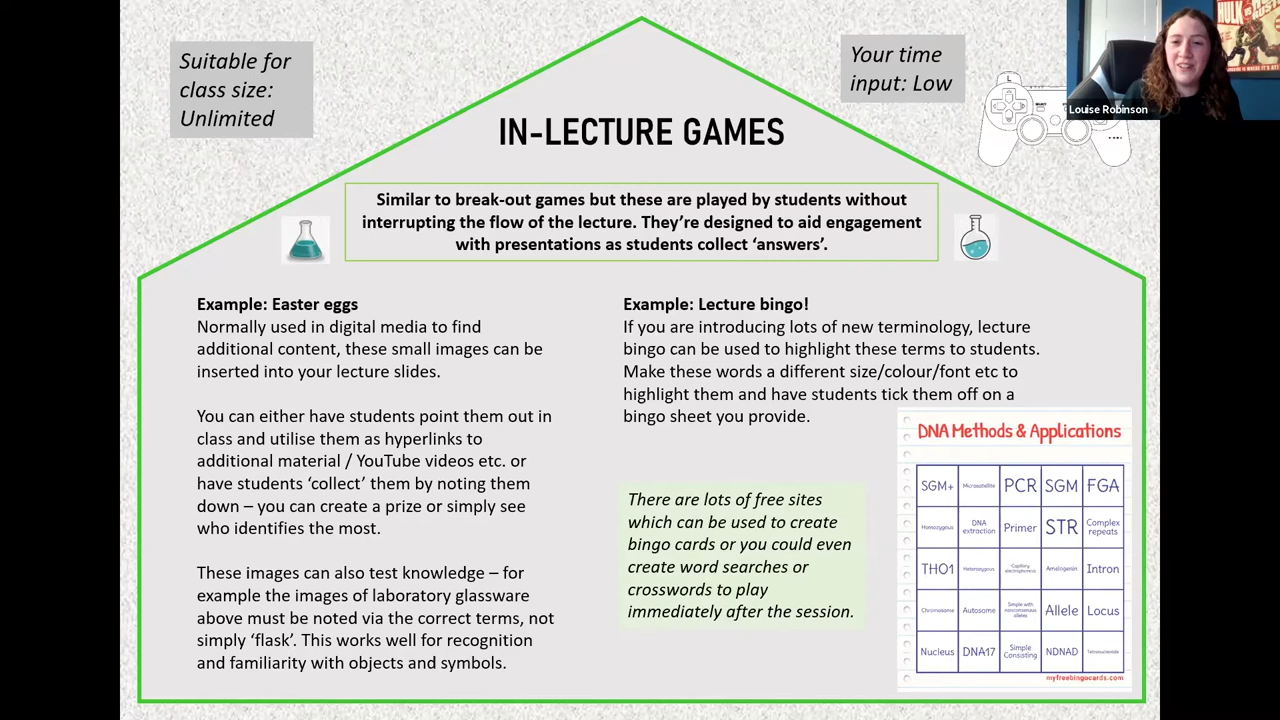 Suitable for
class size:
Unlimited
Your time
input: Low
Louise Robinson
IN-LECTURE GAMES
Similar to break-out games but these are played by students without
interrupting the flow of the lecture. They're designed to aid engagement
with presentations as students collect 'answers'.
Example: Easter eggs
Normally used in digital media to find
additional content, these small images can be
inserted into your lecture slides.
You can either have students point them out in
class and utilise them as hyperlinks to
additional material / YouTube videos etc. or
have students 'collect' them by noting them
down – you can create a prize or simply see
who identifies the most.
These images can also test knowledge – for
example the images of laboratory glassware
above must be noted via the correct terms, not
simply 'flask'. This works well for recognition
and familiarity with objects and symbols.
Example: Lecture bingo!
If you are introducing lots of new terminology, lecture
bingo can be used to highlight these terms to students.
Make these words a different size/colour/font etc to
highlight them and have students tick them off on a
bingo sheet you provide.
There are lots of free sites
which can be used to create
bingo cards or you could even
create word searches or
crosswords to play
immediately after the session.
DNA Methods & Applications
SGM+ Microsatellite PCR SGM FGA
Homozygous DNA extraction Primer STR Complex repeats
THO1 Heterozygous Capillary electrophoresis Amelogenin Intron
Chromosome Autosome Simple with nonconsensus alleles Allele Locus
Nucleus DNA17 Simple Consisting NDNAD Tetranucleotide
myfreebingocards.com